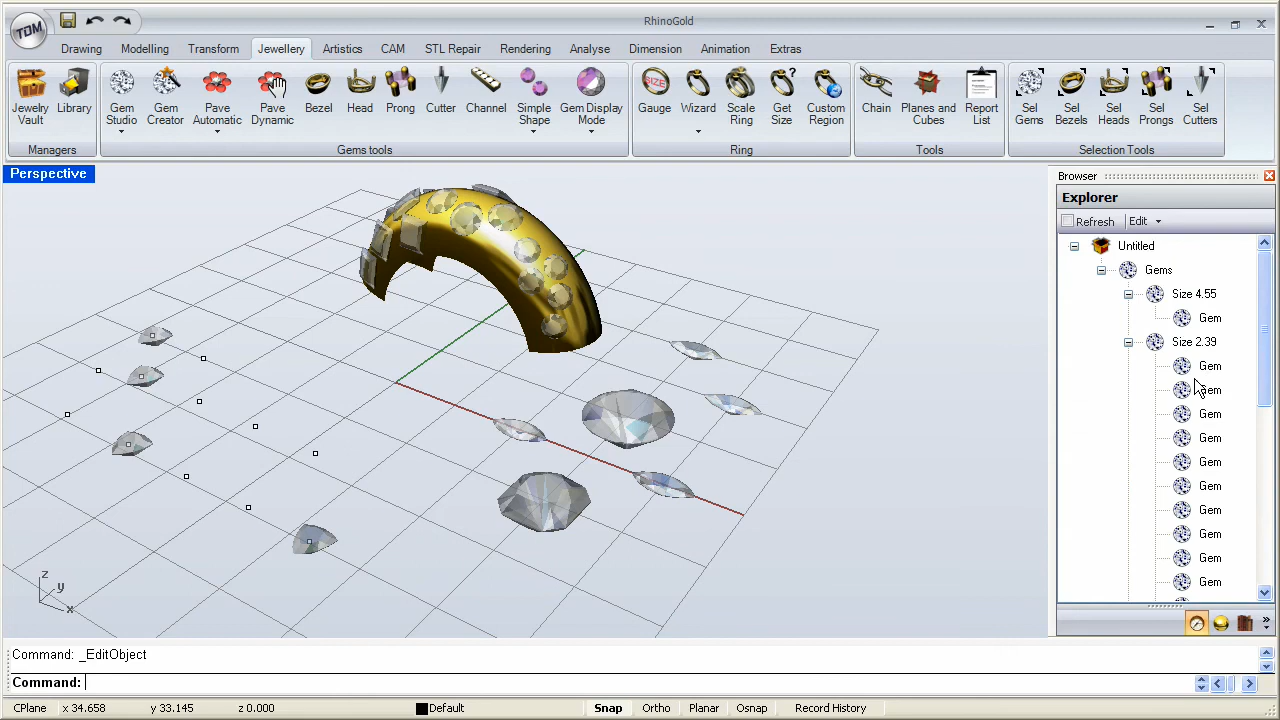 RhinoGold
TDM
Drawing Modelling Transform Jewellery Artistics CAM STL Repair Rendering Analyse Dimension Animation Extras
Jewelry Vault
Library
Gem Studio
Gem Creator
Pave Automatic
Pave Dynamic
Bezel
Head
Prong
Cutter
Channel
Simple Shape
Gem Display Mode
SIZE
Gauge
Wizard
Scale Ring
Get Size
Custom Region
Chain
Planes and Cubes
Report List
Sel Gems
Sel Bezels
Sel Heads
Sel Prongs
Sel Cutters
Managers Gems tools Ring Tools Selection Tools
Perspective
Browser
Explorer
Refresh Edit
Untitled
Gems
Size 4.55
Gem
Size 2.39
Gem
Gem
Gem
Gem
Gem
Gem
Gem
Gem
Gem
Gem
z
y
x
Command: _EditObject
Command:
CPlane x 34.658 y 33.145 z 0.000 Default Snap Ortho Planar Osnap Record History